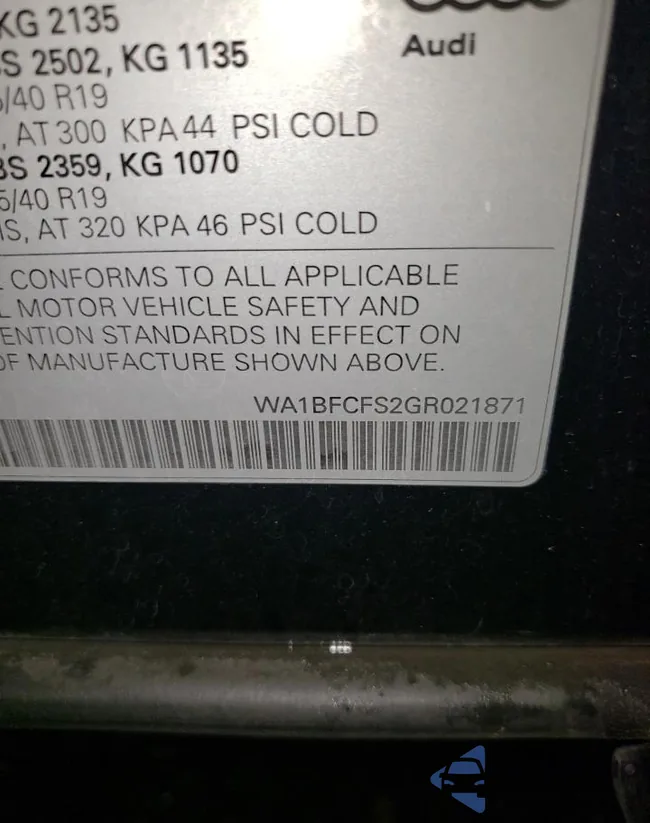 KG 2135
Audi
2502, KG 1135
/40 R19
, AT 300 KPA 44 PSI COLD
2359, KG 1070
/40 R19
, AT 320 KPA 46 PSI COLD
CONFORMS TO ALL APPLICABLE
MOTOR VEHICLE SAFETY AND
STANDARDS IN EFFECT ON
OF MANUFACTURE SHOWN ABOVE.
WA1BFCFS2GR021871